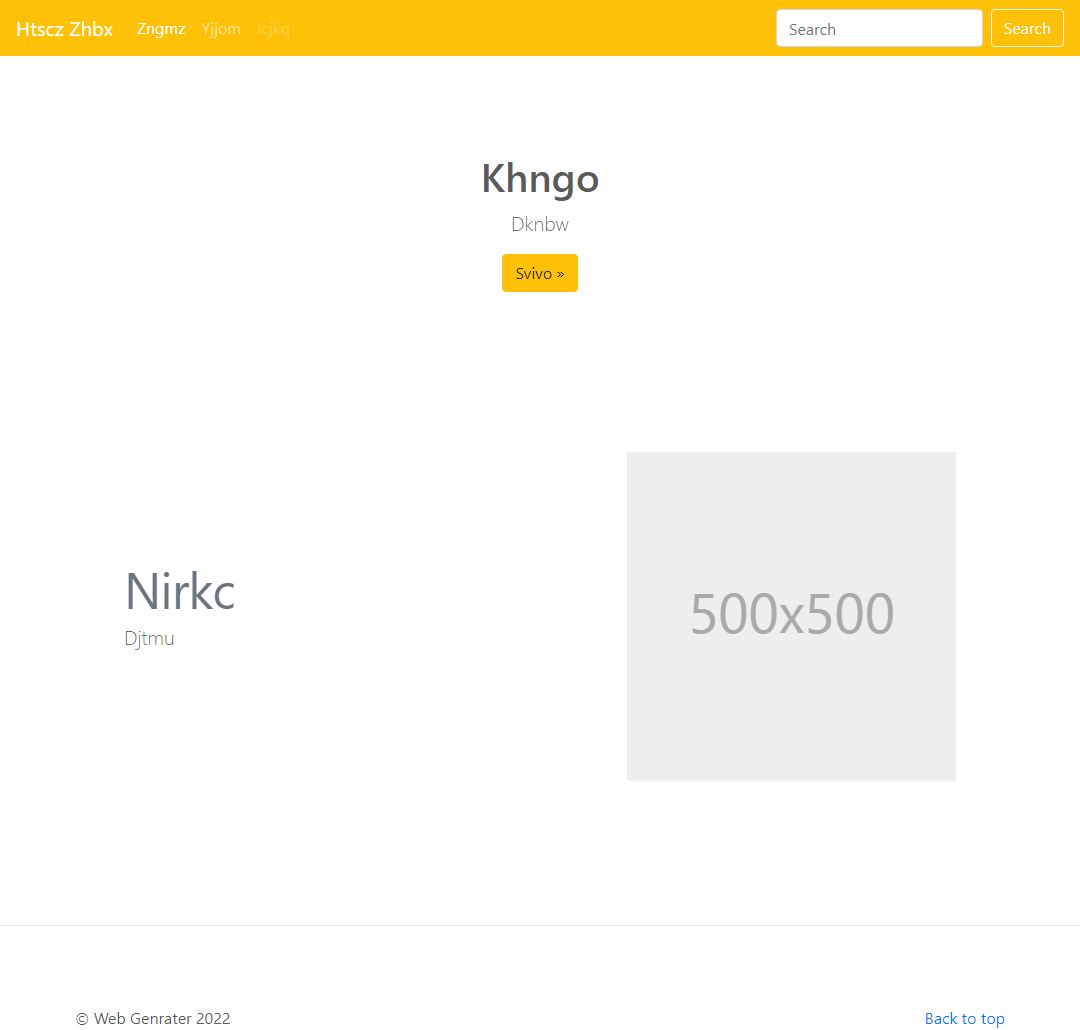 Htscz Zhbx Zngmz Yjjom Icjkq Search Search
Khngo
Dknbw
Svivo »
Nirkc
Djtmu
500x500
© Web Genrater 2022 Back to top